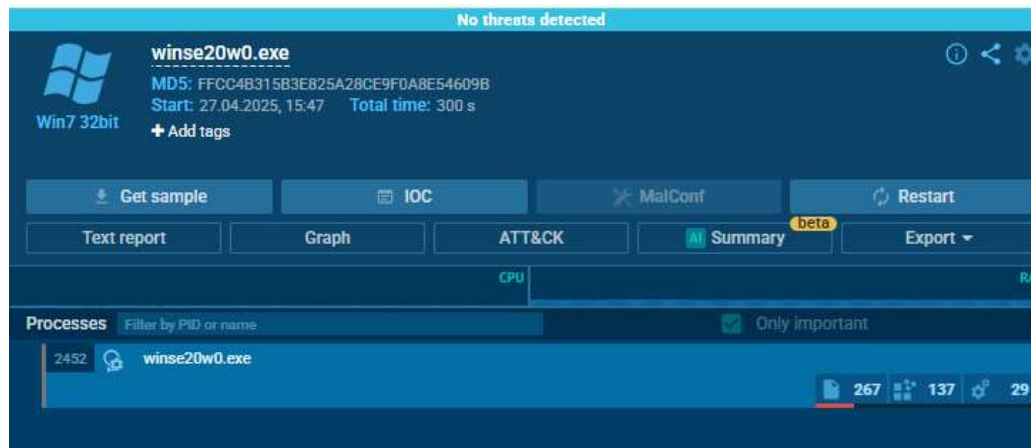 No threats detected
winse20w0.exe
MD5: FFCC4B315B3E825A28CE9F0A8E54609B
Start: 27.04.2025, 15:47 Total time: 300 s
Win7 32bit
+ Add tags
Get sample IOC MalConf Restart
beta
Text report Graph ATT&CK AI Summary Export
CPU
Processes Filter by PID or name Only important
2452 winse20w0.exe
267 137 29